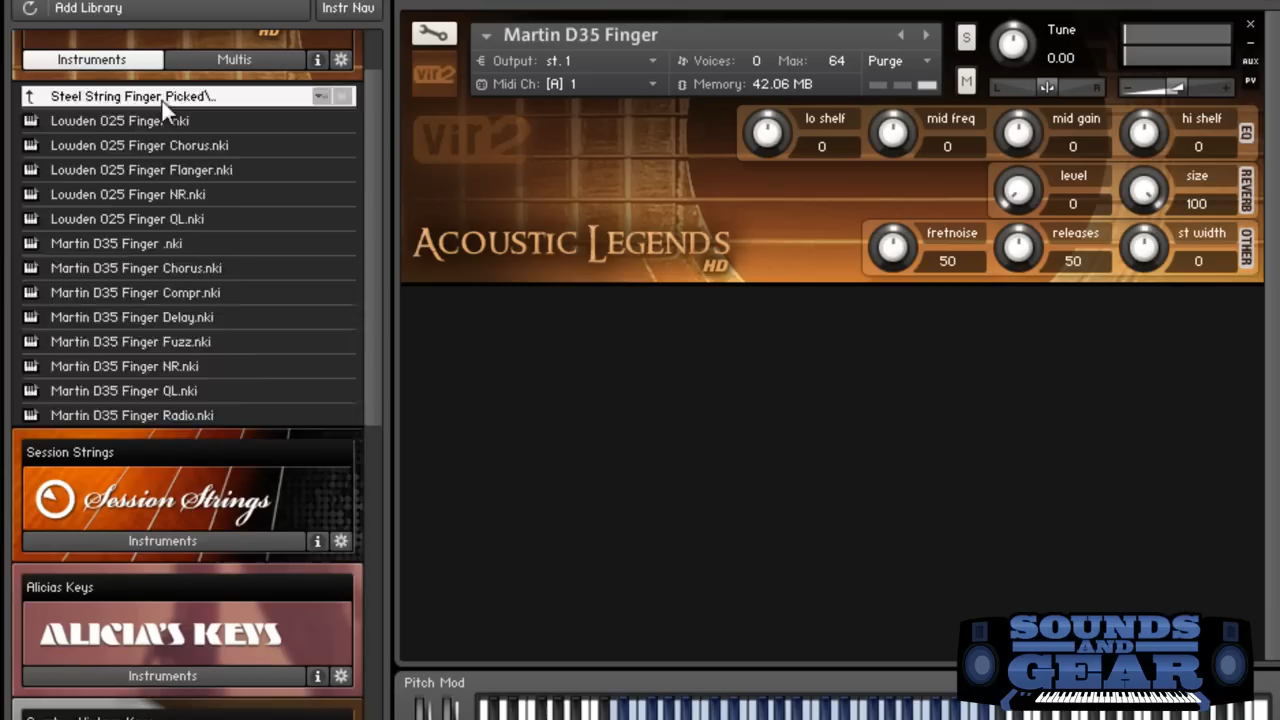 Add Library
Instr Nav
HD
Instruments
Multis
Steel String Finger Picked\..
Lowden O25 Finger .nki
Lowden O25 Finger Chorus.nki
Lowden O25 Finger Flanger.nki
Lowden O25 Finger NR.nki
Lowden O25 Finger QL.nki
Martin D35 Finger .nki
Martin D35 Finger Chorus.nki
Martin D35 Finger Compr.nki
Martin D35 Finger Delay.nki
Martin D35 Finger Fuzz.nki
Martin D35 Finger NR.nki
Martin D35 Finger QL.nki
Martin D35 Finger Radio.nki
Session Strings
Session Strings
Instruments
Alicias Keys
ALICIA'S KEYS
Instruments
Martin D35 Finger
Output: st. 1
Voices: 0 Max: 64 Purge
Midi Ch: [A] 1
Memory: 42.06 MB
S
M
Tune
0.00
L R
AUX
PV
vir2
Vir2
lo shelf
0
mid freq
0
mid gain
0
hi shelf
0
EQ
level
0
size
100
REVERB
fretnoise
50
releases
50
st width
0
OTHER
ACOUSTIC LEGENDS
HD
Pitch Mod
SOUNDS
AND
GEAR